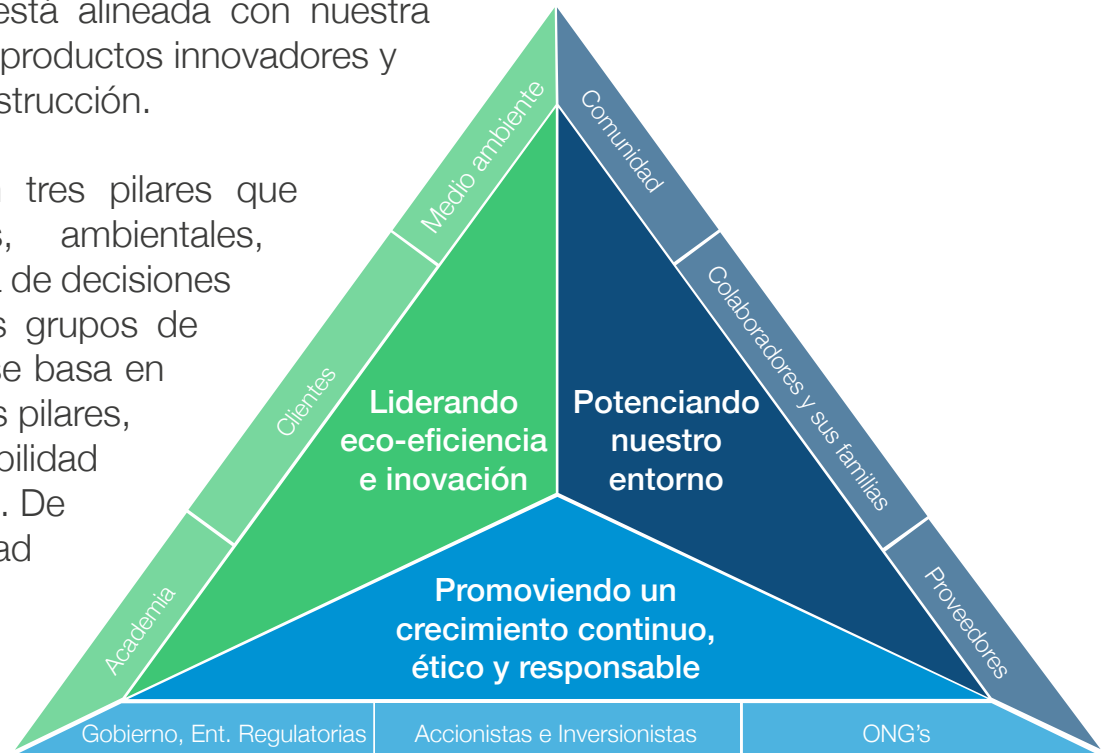 está alineada con nuestra
productos innovadores y
strucción.
tres pilares que
ambientales,
de decisiones
grupos de
se basa en
s pilares,
bilidad
. De
ad
Medio ambiente
Clientes
Academia
Comunidad
Colaboradores y sus familias
Proveedores
Liderando
eco-eficiencia
e inovación
Potenciando
nuestro
entorno
Promoviendo un
crecimiento continuo,
ético y responsable
Gobierno, Ent. Regulatorias
Accionistas e Inversionistas
ONG's